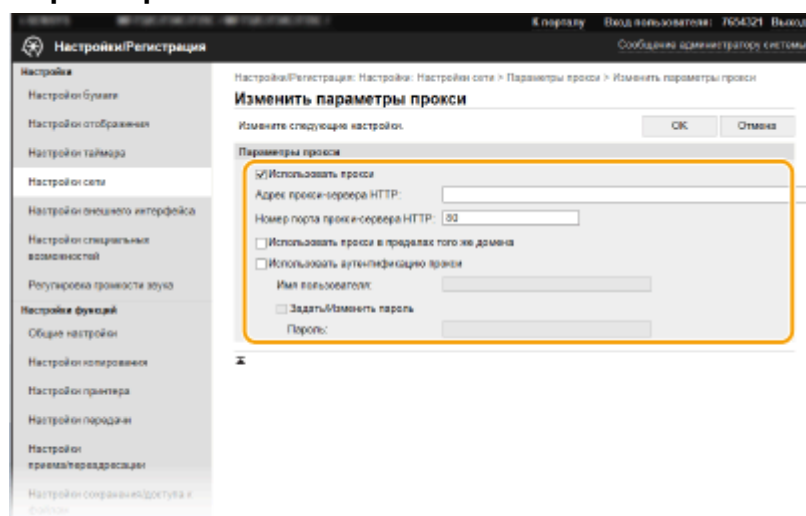 К порталу Вход пользователя: 7654321 Выход
Настройки/Регистрация
Сообщение администратору системы
Настройки
Настройки бумаги
Настройки отображения
Настройки таймера
Настройки сети
Настройки внешнего интерфейса
Настройки специальных
возможностей
Регулировка громкости звука
Настройки функций
Общие настройки
Настройки копирования
Настройки принтера
Настройки передачи
Настройки
приема/переадресации
Настройки сохранения/доступа к
файлам
Настройки/Регистрация: Настройки: Настройки сети > Параметры прокси > Изменить параметры прокси
Изменить параметры прокси
Измените следующие настройки.
OK Отмена
Параметры прокси
Использовать прокси
Адрес прокси-сервера HTTP:
Номер порта прокси-сервера HTTP: 80
Использовать прокси в пределах того же домена
Использовать аутентификацию прокси
Имя пользователя:
Задать/Изменить пароль
Пароль: